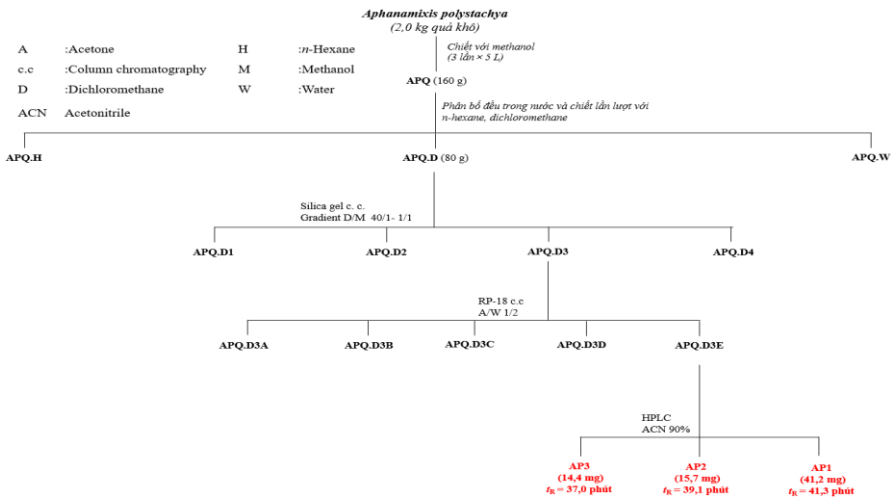 Aphanamixis polystachya
(2,0 kg quả khô)
A :Acetone H :n-Hexane
c.c :Column chromatography M :Methanol
D :Dichloromethane W :Water
ACN Acetonitrile
Chiết với methanol
(3 lần × 5 L)
APQ (160 g)
Phân bố đều trong nước và chiết lần lượt với
n-hexane, dichloromethane
APQ.H APQ.D (80 g) APQ.W
Silica gel c. c.
Gradient D/M 40/1- 1/1
APQ.D1 APQ.D2 APQ.D3 APQ.D4
RP-18 c.c
A/W 1/2
APQ.D3A APQ.D3B APQ.D3C APQ.D3D APQ.D3E
HPLC
ACN 90%
AP3 AP2 AP1
(14,4 mg) (15,7 mg) (41,2 mg)
tR = 37,0 phút tR = 39,1 phút tR = 41,3 phút